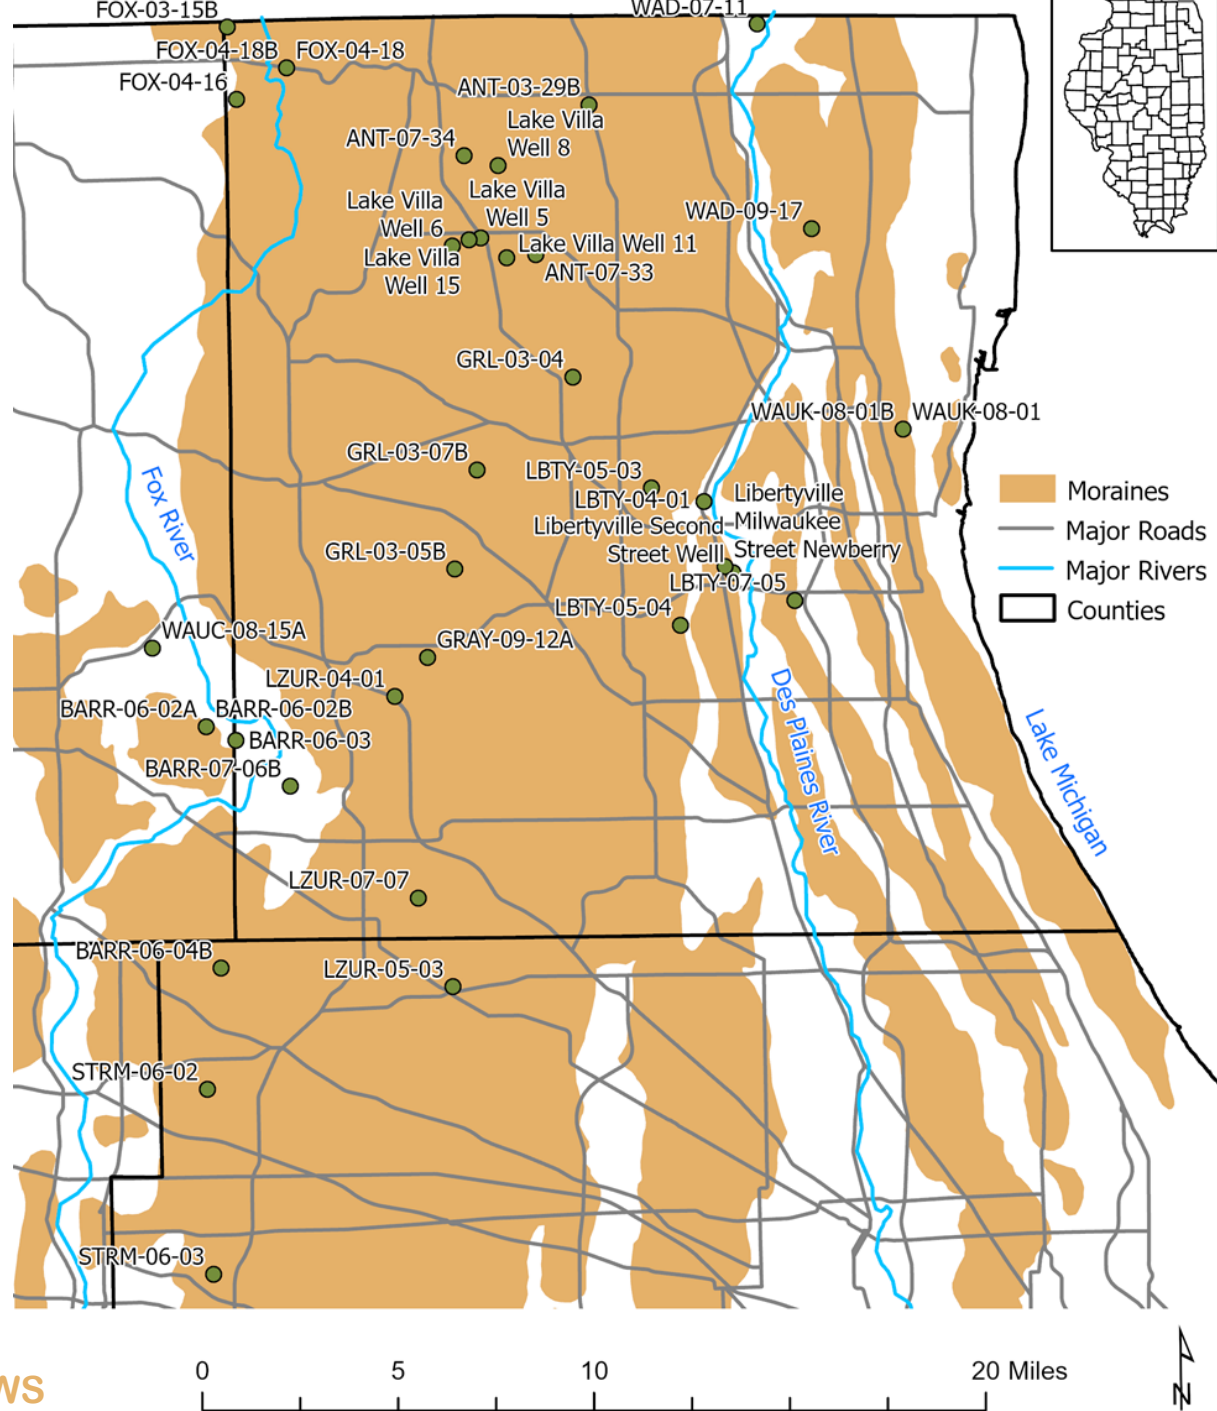 FOX-03-15B
WAD-07-11
FOX-04-18B
FOX-04-18
FOX-04-16
ANT-03-29B
Lake Villa
Well 8
ANT-07-34
Lake Villa
Well 5
Lake Villa
Well 6
WAD-09-17
Lake Villa Well 11
Lake Villa
Well 15
ANT-07-33
GRL-03-04
WAUK-08-01B
WAUK-08-01
GRL-03-07B
LBTY-05-03
LBTY-04-01
Libertyville
Milwaukee
Street Newberry
Libertyville Second
Street Welll
Fox River
GRL-03-05B
LBTY-07-05
LBTY-05-04
WAUC-08-15A
GRAY-09-12A
LZUR-04-01
BARR-06-02A
BARR-06-02B
BARR-06-03
BARR-07-06B
Des Plaines River
Lake Michigan
LZUR-07-07
BARR-06-04B
LZUR-05-03
STRM-06-02
STRM-06-03
Moraines
Major Roads
Major Rivers
Counties
0 5 10 20 Miles
N